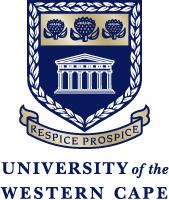 RESPICE PROSPICE
UNIVERSITY of the
WESTERN CAPE